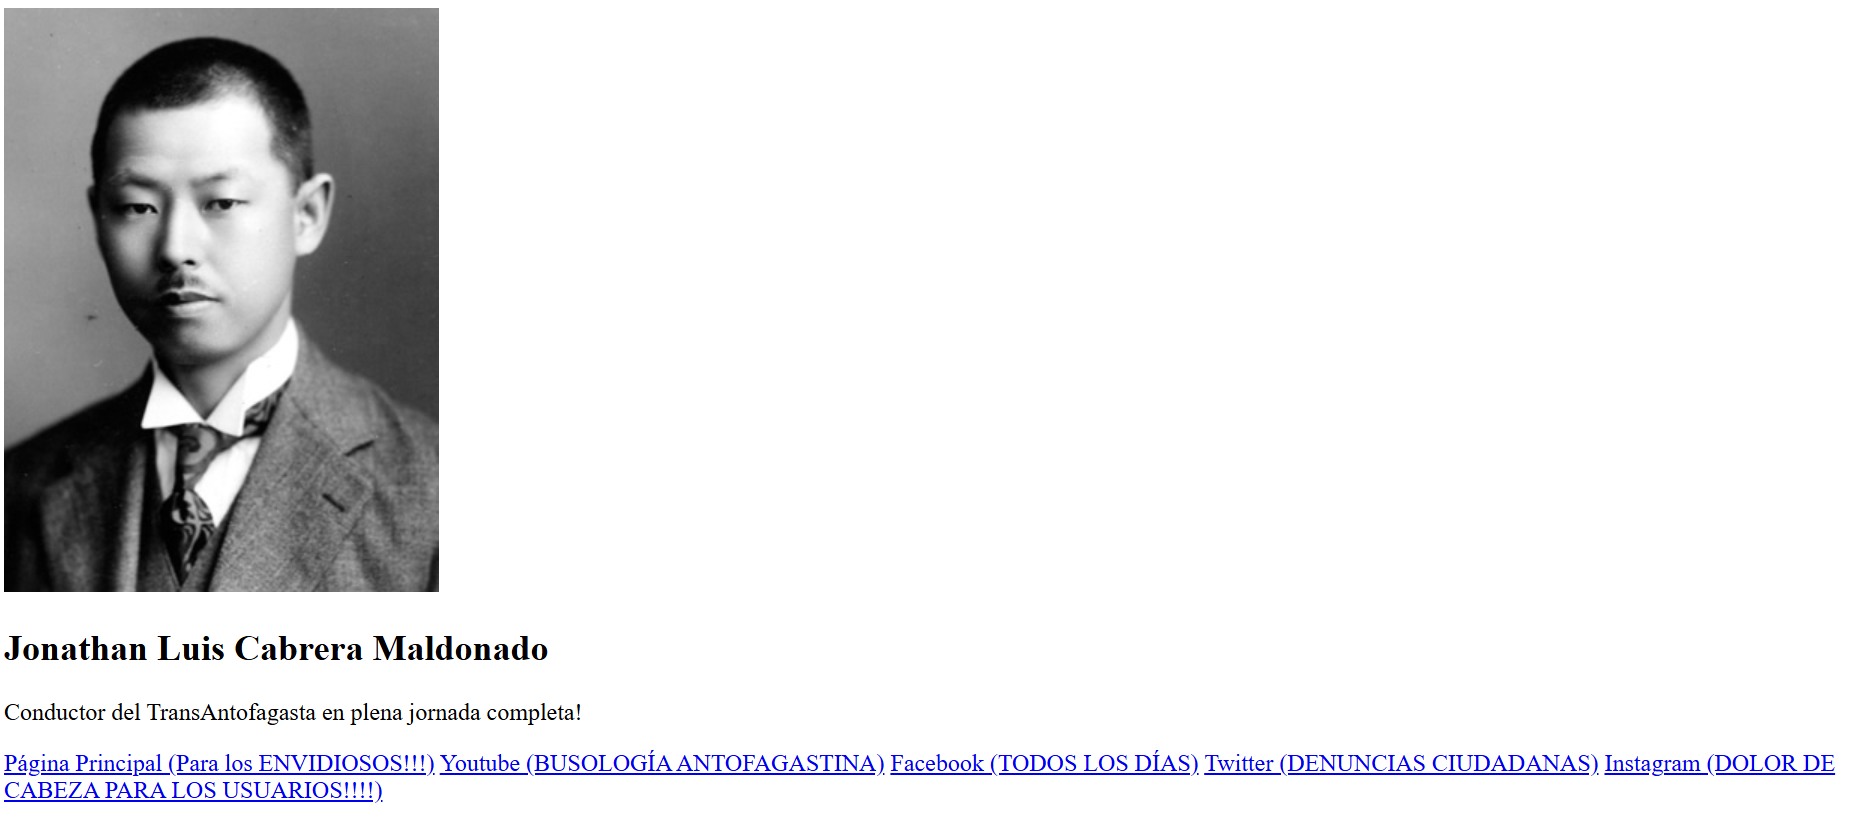 Jonathan Luis Cabrera Maldonado
Conductor del TransAntofagasta en plena jornada completa!
Página Principal (Para los ENVIDIOSOS!!!) Youtube (BUSOLOGÍA ANTOFAGASTINA) Facebook (TODOS LOS DÍAS) Twitter (DENUNCIAS CIUDADANAS) Instagram (DOLOR DE
CABEZA PARA LOS USUARIOS!!!!)